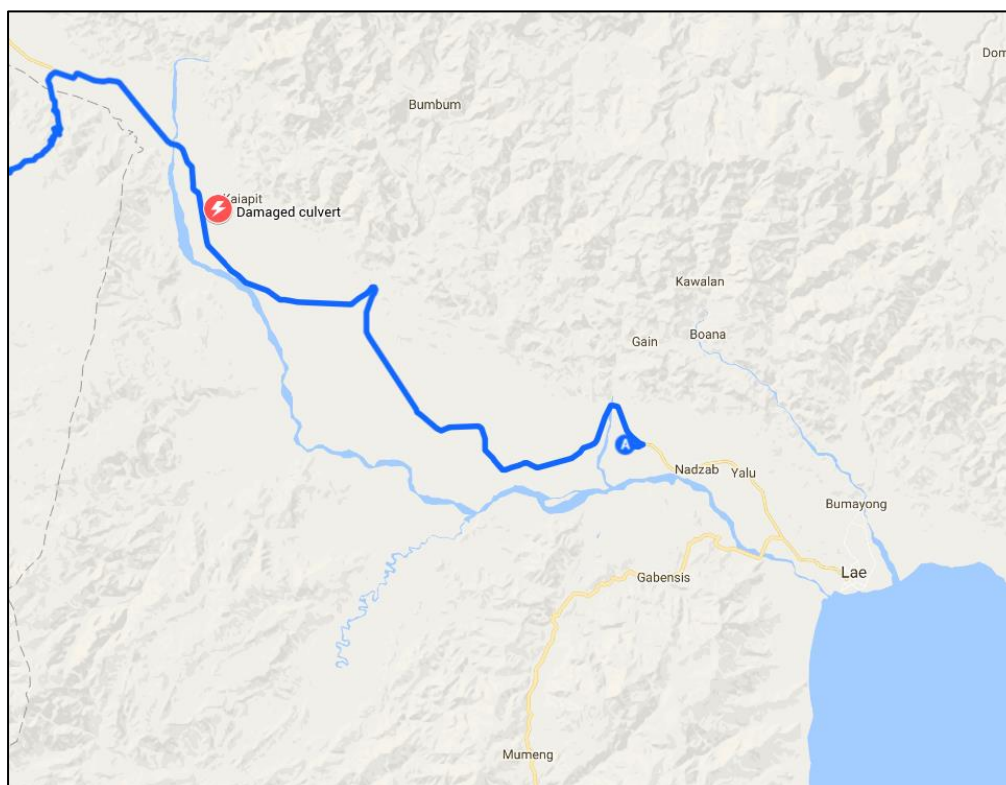 Dom
Bumbum
Kaiapit
Damaged culvert
Kawalan
Boana
Gain
A
Nadzab
Yalu
Bumayong
Lae
Gabensis
Mumeng